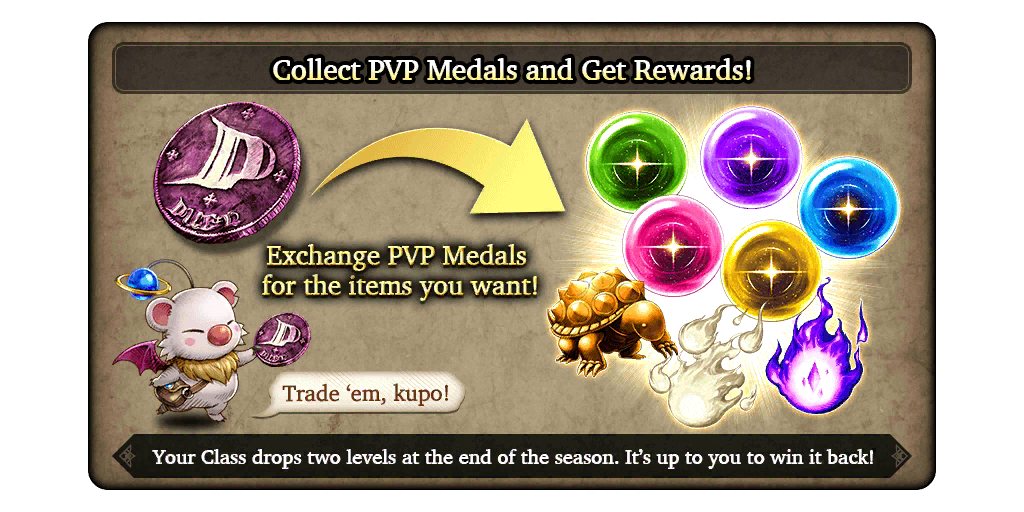 Collect PVP Medals and Get Rewards!
Exchange PVP Medals
for the items you want!
Trade ‘em, kupo!
Your Class drops two levels at the end of the season. It’s up to you to win it back!